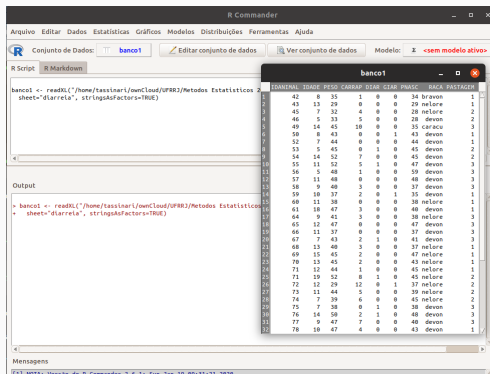 R Commander
Arquivo Editar Dados Estatísticas Gráficos Modelos Distribuições Ferramentas Ajuda
Conjunto de Dados: banco1 Editar conjunto de dados Ver conjunto de dados Modelo: Σ <sem modelo ativo>
R Script R Markdown
banco1 <- readXL("/home/tassinari/ownCloud/UFRRJ/Metodos Estatisticos 2
sheet="diarreia", stringsAsFactors=TRUE)
Output
> banco1 <- readXL("/home/tassinari/ownCloud/UFRRJ/Metodos Estatisticos
+ sheet="diarreia", stringsAsFactors=TRUE)
Mensagens
banco1
IDANIMAL IDADE PESO CARRAP DIAR GIAR PNASC RACA PASTAGEM
1 42 8 35 1 0 0 34 bravon 1
2 43 13 29 0 0 0 29 nelore 1
3 45 7 32 4 0 0 28 nelore 2
4 46 5 33 5 0 0 28 devon 2
5 49 14 45 10 0 0 35 caracu 3
6 50 8 43 0 0 1 43 devon 1
7 52 7 44 0 0 0 44 devon 1
8 53 5 45 0 1 0 45 devon 2
9 54 14 52 7 0 0 45 devon 2
10 55 11 52 5 1 0 47 devon 3
11 56 5 48 1 0 0 59 devon 3
12 57 11 48 0 0 0 48 devon 3
13 58 9 40 3 0 0 37 devon 3
14 59 10 37 2 0 1 35 devon 1
15 60 11 38 0 0 0 38 nelore 1
16 61 10 47 3 0 0 40 devon 3
17 64 9 41 3 0 0 38 nelore 3
18 65 12 47 0 0 0 47 devon 3
19 66 11 37 0 0 0 37 devon 3
20 67 7 43 2 1 0 41 devon 3
21 68 13 40 3 0 0 37 nelore 1
22 69 15 45 2 0 0 47 nelore 1
23 70 13 45 2 0 0 43 nelore 1
24 71 12 44 1 0 0 45 nelore 1
25 71 19 52 8 1 0 45 nelore 2
26 72 12 29 12 0 1 37 nelore 2
27 73 11 44 5 0 0 39 nelore 2
28 74 7 39 6 0 0 45 nelore 2
29 75 7 38 0 1 0 38 devon 3
30 76 14 50 2 1 0 48 devon 3
31 77 9 47 7 0 0 40 devon 3
32 78 10 47 4 0 0 43 devon 1